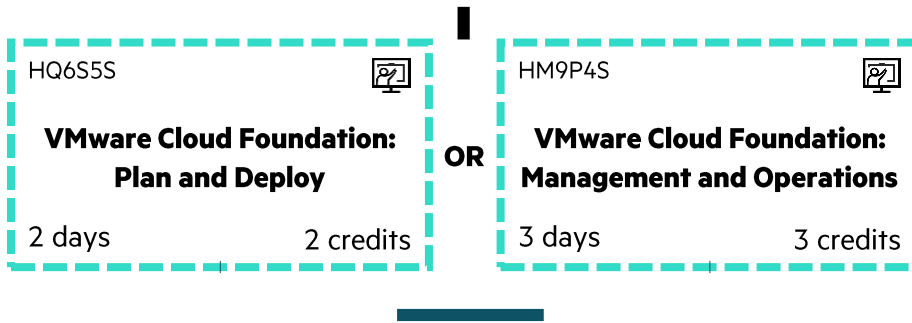 HQ6S5S
VMware Cloud Foundation:
Plan and Deploy
2 days
2 credits
OR
HM9P4S
VMware Cloud Foundation:
Management and Operations
3 days
3 credits